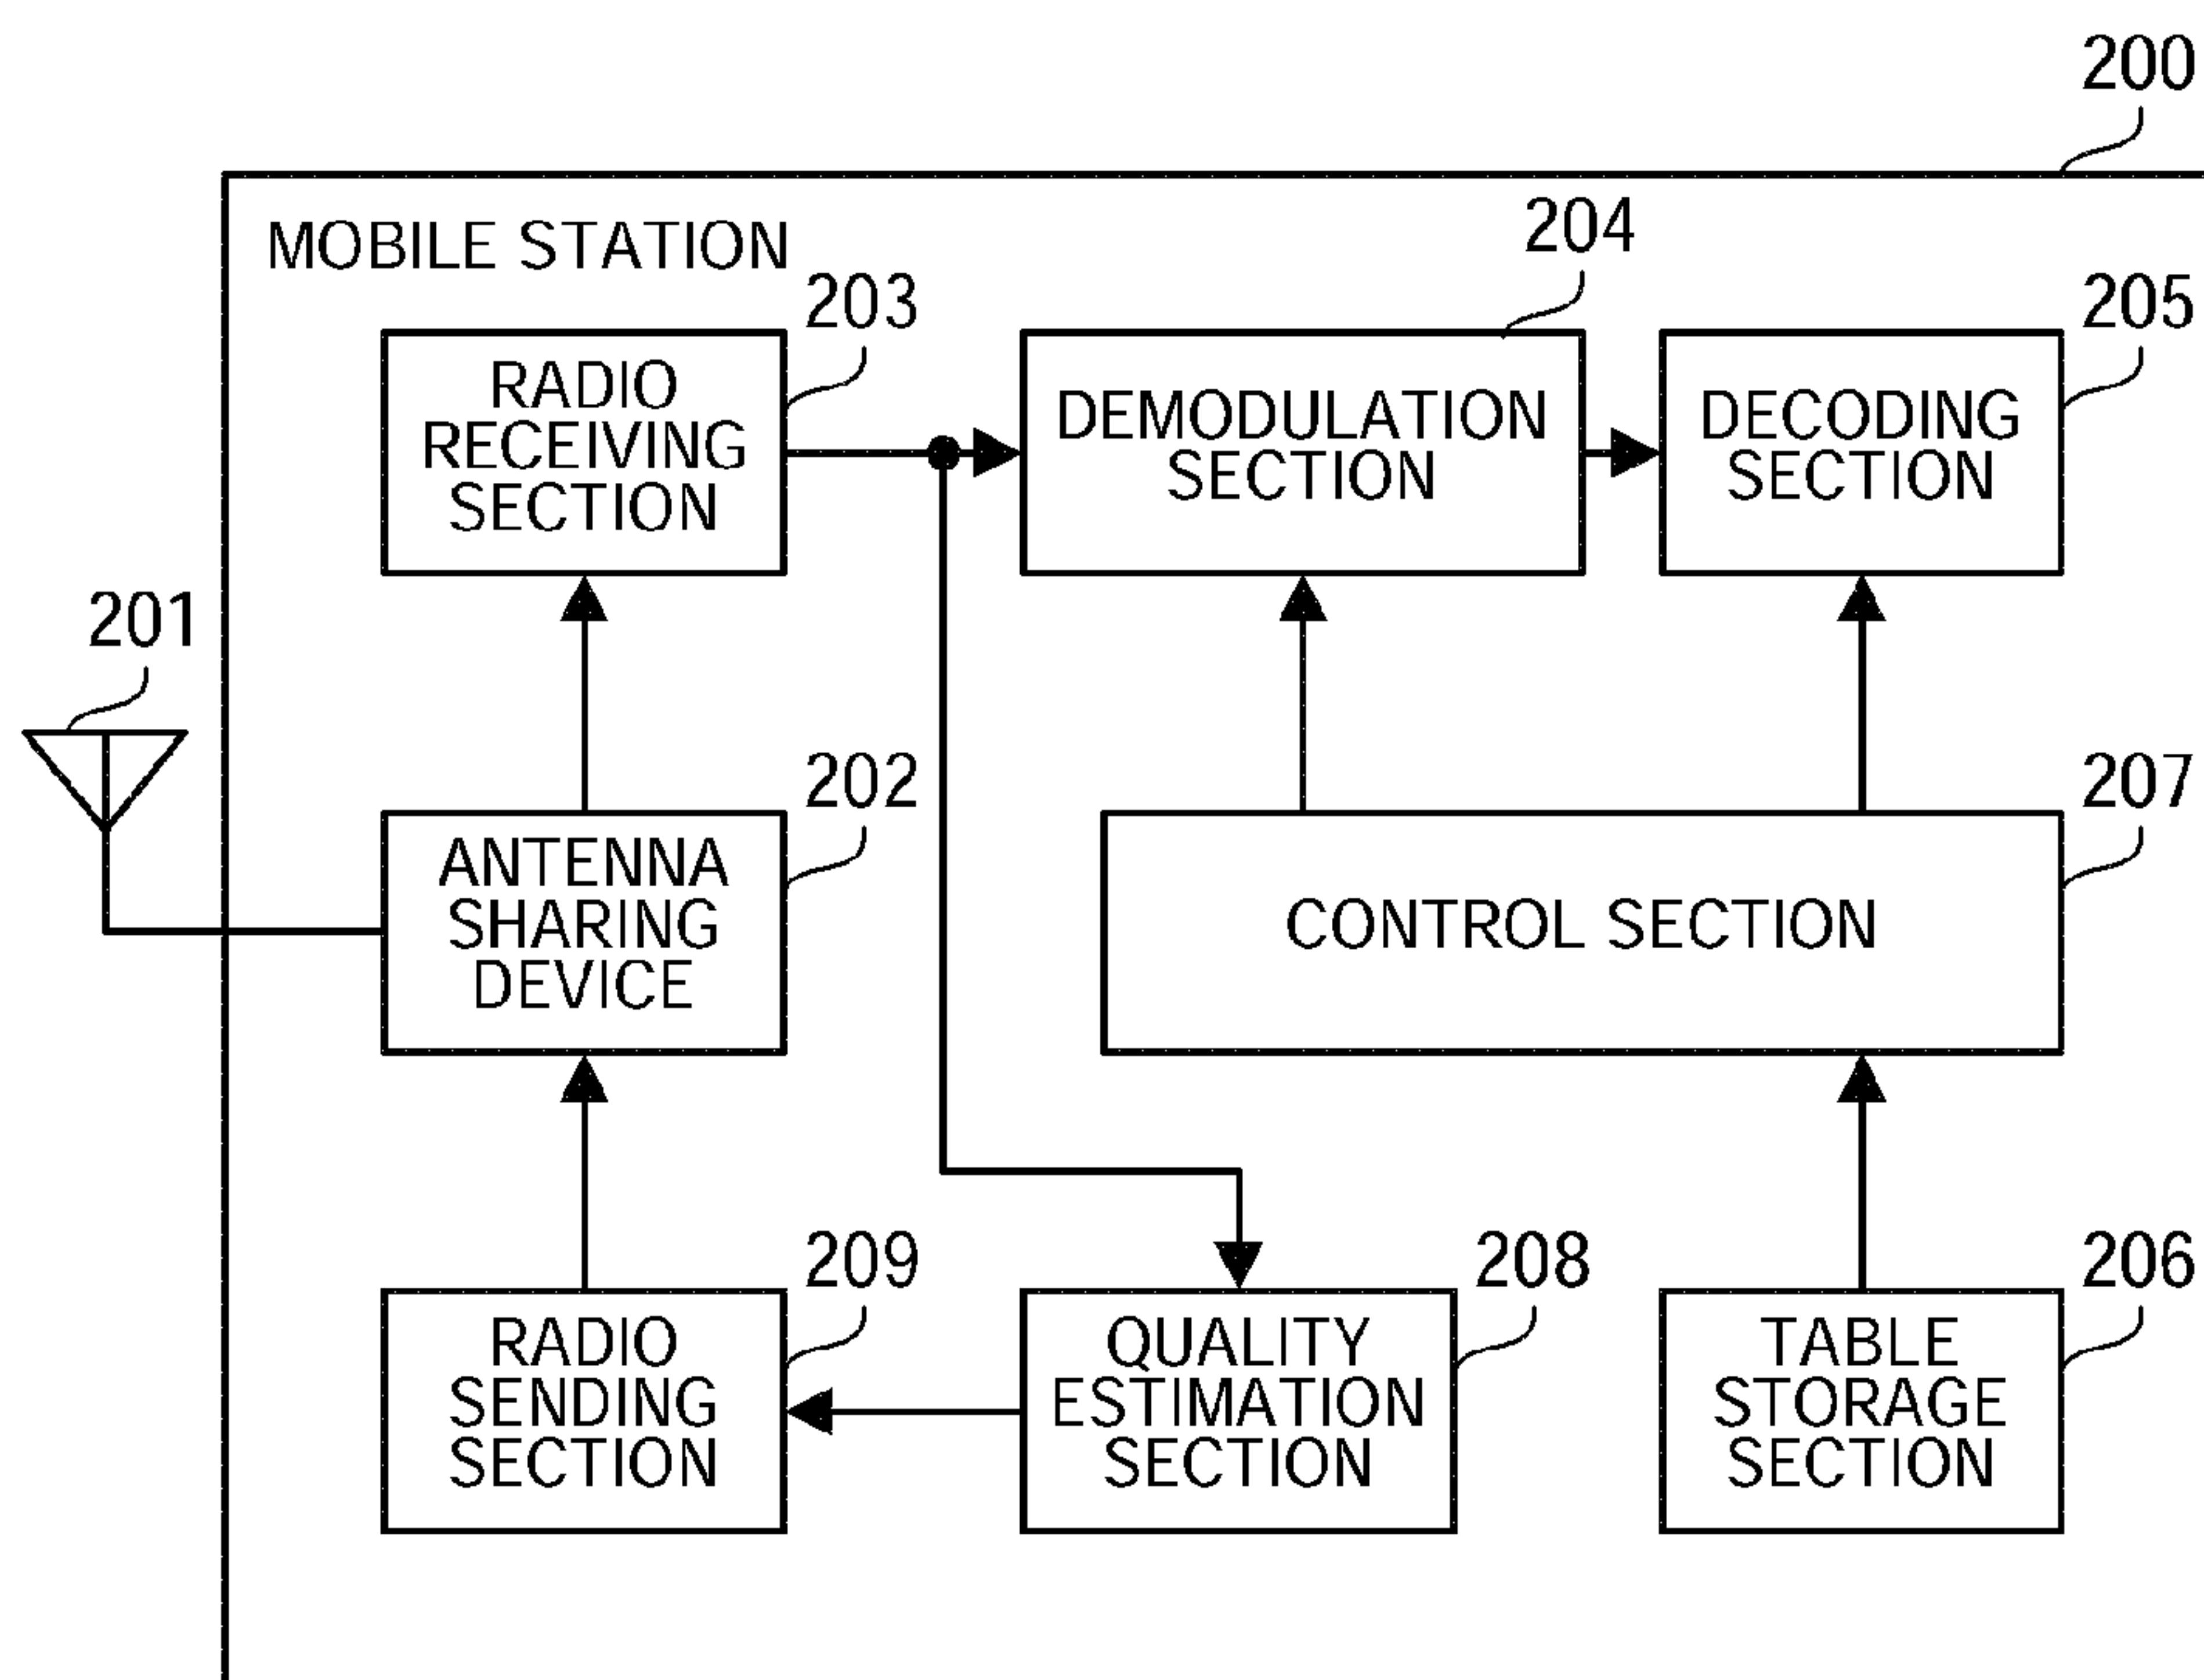 200
MOBILE STATION
204
203
205
RADIO
RECEIVING
SECTION
DEMODULATION
SECTION
DECODING
SECTION
201
202
207
ANTENNA
SHARING
DEVICE
CONTROL SECTION
209
208
206
RADIO
SENDING
SECTION
QUALITY
ESTIMATION
SECTION
TABLE
STORAGE
SECTION